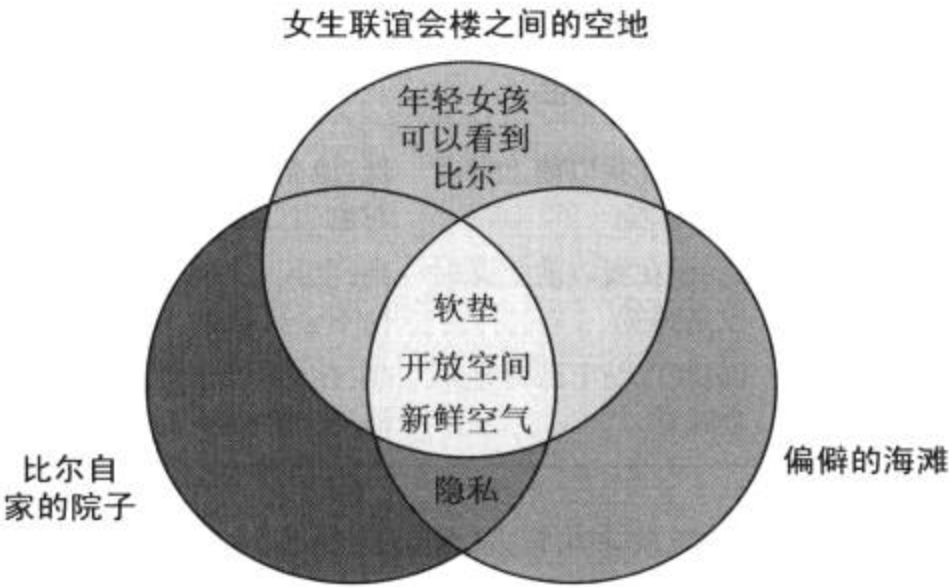 女生联谊会楼之间的空地
年轻女孩
可以看到
比尔
软垫
开放空间
新鲜空气
隐私
比尔自
家的院子
偏僻的海滩